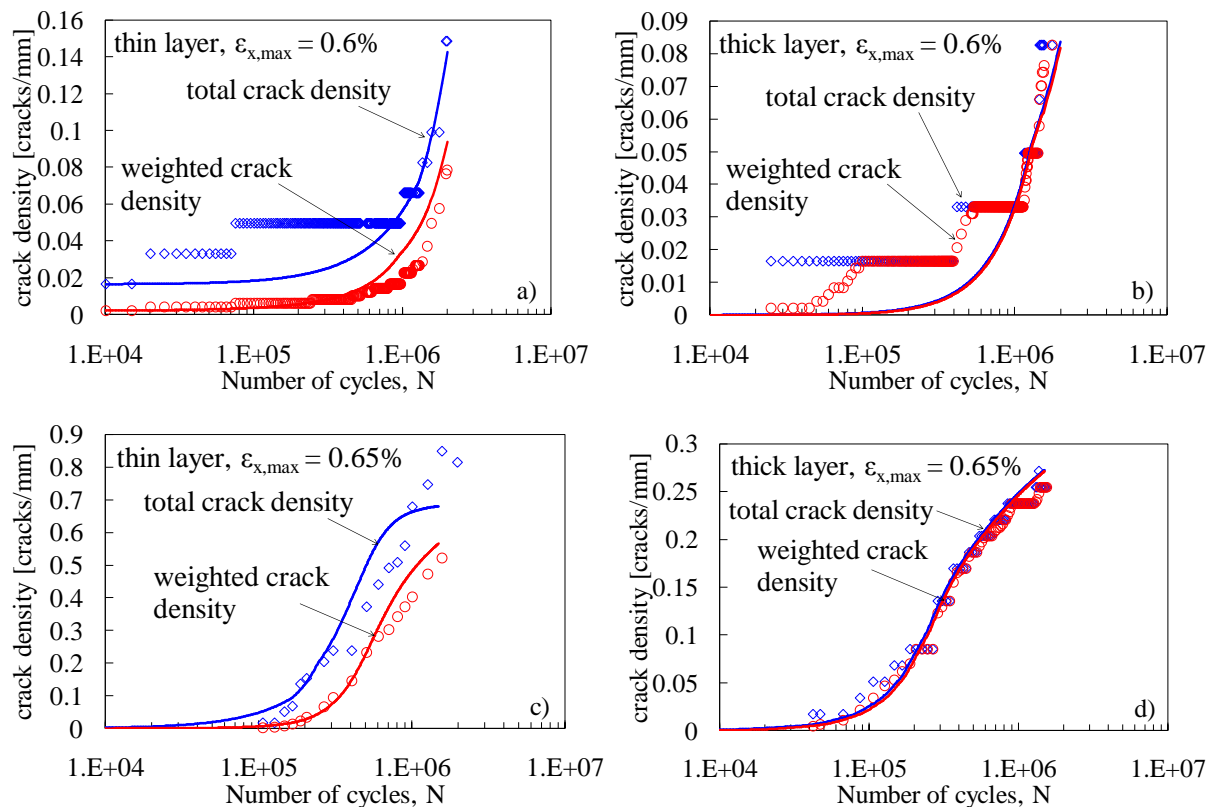 0.16
thin layer, εx,max = 0.6%
0.14
0.12
total crack density
0.1
0.08
weighted crack
density
0.06
0.04
0.02
a)
0
1.E+04 1.E+05 1.E+06 1.E+07
Number of cycles, N
crack density [cracks/mm]
0.09
thick layer, εx,max = 0.6%
0.08
0.07
total crack density
0.06
0.05
weighted crack
density
0.04
0.03
0.02
0.01
b)
0
1.E+04 1.E+05 1.E+06 1.E+07
Number of cycles, N
crack density [cracks/mm]
0.9
thin layer, εx,max = 0.65%
0.8
0.7
total crack density
0.6
0.5
weighted crack
density
0.4
0.3
0.2
0.1
c)
0
1.E+04 1.E+05 1.E+06 1.E+07
Number of cycles, N
crack density [cracks/mm]
0.3
thick layer, εx,max = 0.65%
0.25
total crack density
0.2
weighted crack
density
0.15
0.1
0.05
d)
0
1.E+04 1.E+05 1.E+06 1.E+07
Number of cycles, N
crack density [cracks/mm]